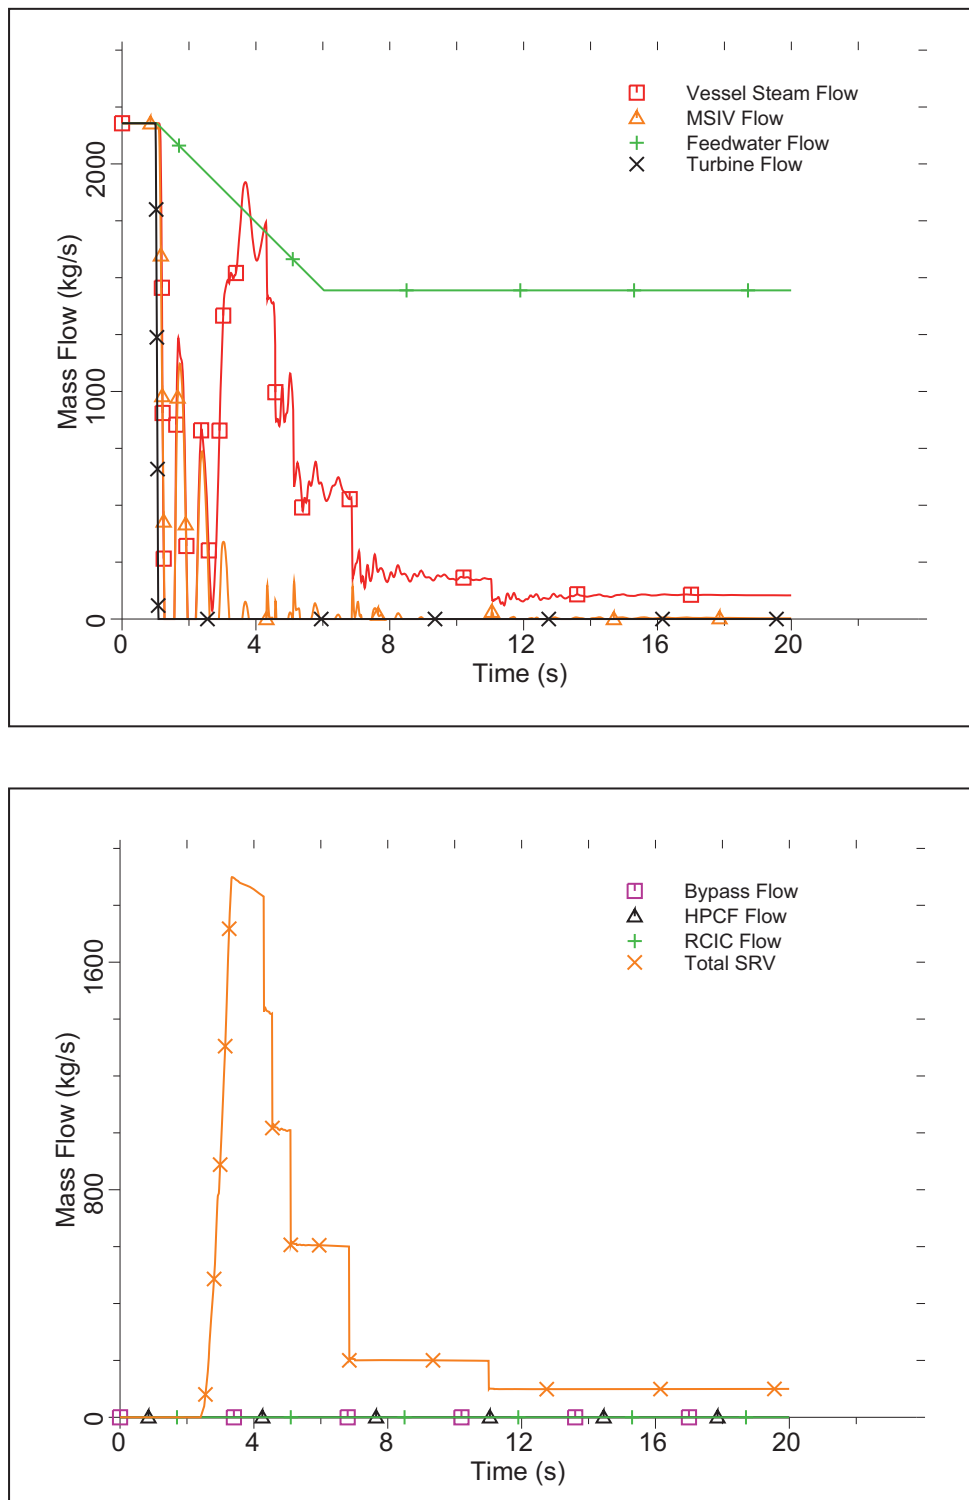 Vessel Steam Flow
MSIV Flow
Feedwater Flow
Turbine Flow
Mass Flow (kg/s)
2000
1000
0
0 4 8 12 16 20
Time (s)
Bypass Flow
HPCF Flow
RCIC Flow
Total SRV
Mass Flow (kg/s)
1600
800
0
0 4 8 12 16 20
Time (s)